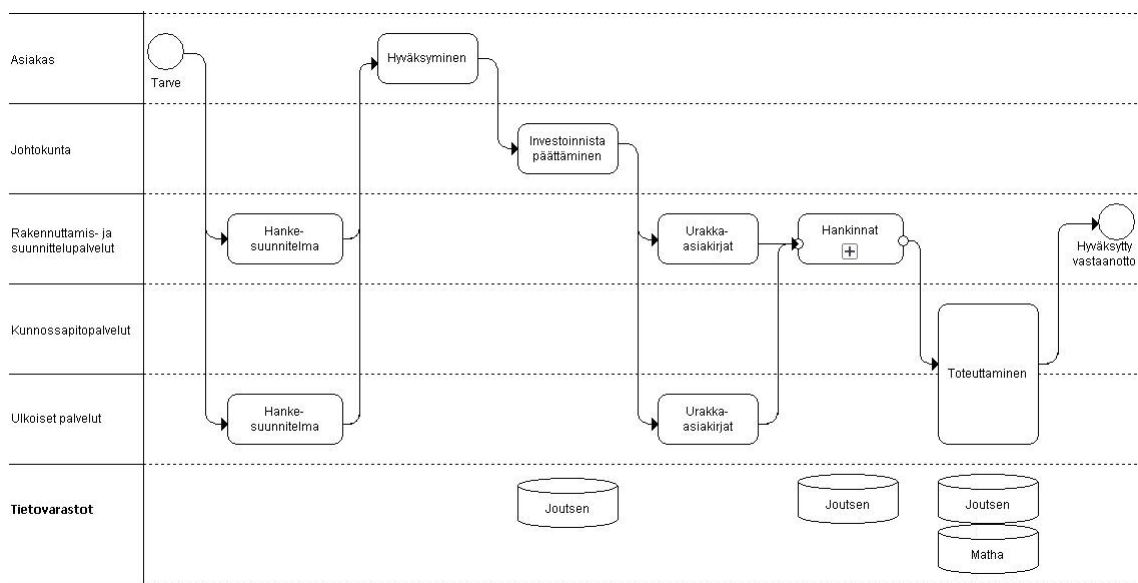 Asiakas
Tarve
Hyväksyminen
Johtokunta
Investoinnista
päättäminen
Rakennuttamis- ja
suunnittelupalvelut
Hanke-
suunnitelma
Urakka-
asiakirjat
Hankinnat
Hyväksytty
vastaanotto
Kunnossapitopalvelut
Toteuttaminen
Ulkoiset palvelut
Hanke-
suunnitelma
Urakka-
asiakirjat
Tietovarastot
Joutsen
Joutsen
Joutsen
Matha